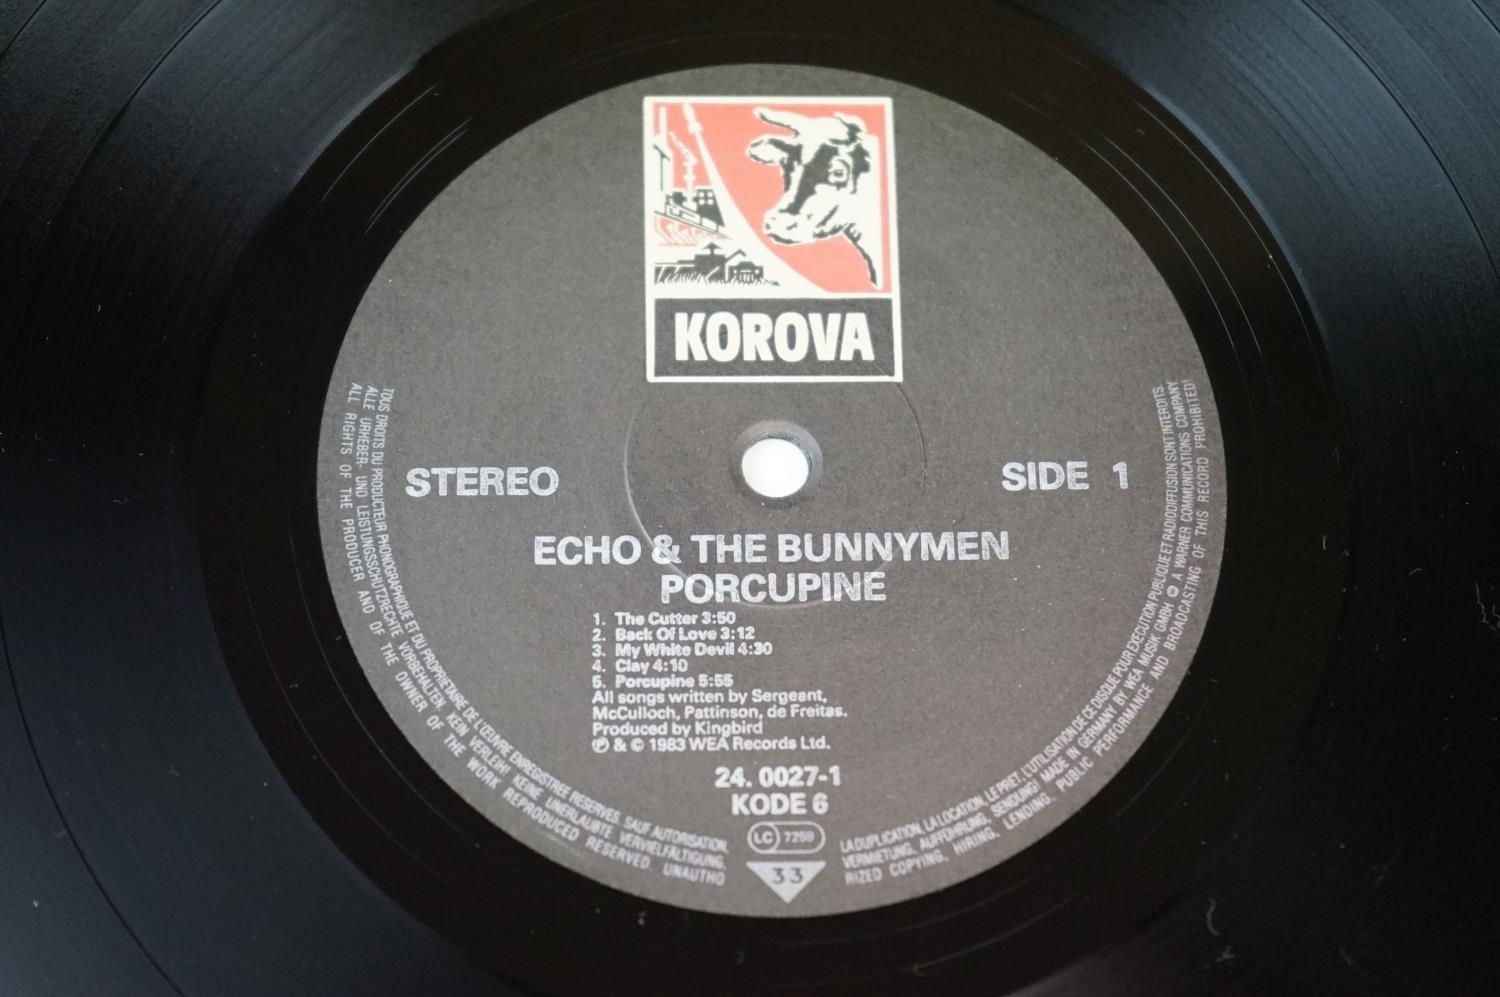 KOROVA
STEREO
SIDE 1
ECHO & THE BUNNYMEN
PORCUPINE
1. The Cutter 3:50
2. Back Of Love 3:12
3. My White Devil 4:30
4. Clay 4:10
5. Porcupine 5:55
All songs written by Sergeant,
McCulloch, Pattinson, de Freitas.
Produced by Kingbird
℗ & © 1983 WEA Records Ltd.
24.0027-1
KODE 6
LC 7259
33
TOUS DROITS DU PRODUCTEUR PHONOGRAPHIQUE ET DU PROPRIETAIRE DE L'ŒUVRE ENREGISTREE RESERVES. SAUF AUTORISATION,
LA DUPLICATION, LA LOCATION, LE PRET, L'UTILISATION DE CE DISQUE POUR EXECUTION PUBLIQUE ET RADIODIFFUSION SONT INTERDITS.
ALLE URHEBER- UND LEISTUNGSSCHUTZRECHTE VORBEHALTEN. KEIN VERLEIH! KEINE UNERLAUBTE VERVIELFÄLTIGUNG,
VERMIETUNG, AUFFÜHRUNG, SENDUNG! MADE IN GERMANY BY WEA MUSIK GMBH A WARNER COMMUNICATIONS COMPANY
ALL RIGHTS OF THE PRODUCER AND OF THE OWNER OF THE WORK REPRODUCED RESERVED. UNAUTHO
RIZED COPYING, HIRING, LENDING, PUBLIC PERFORMANCE AND BROADCASTING OF THIS RECORD PROHIBITED!